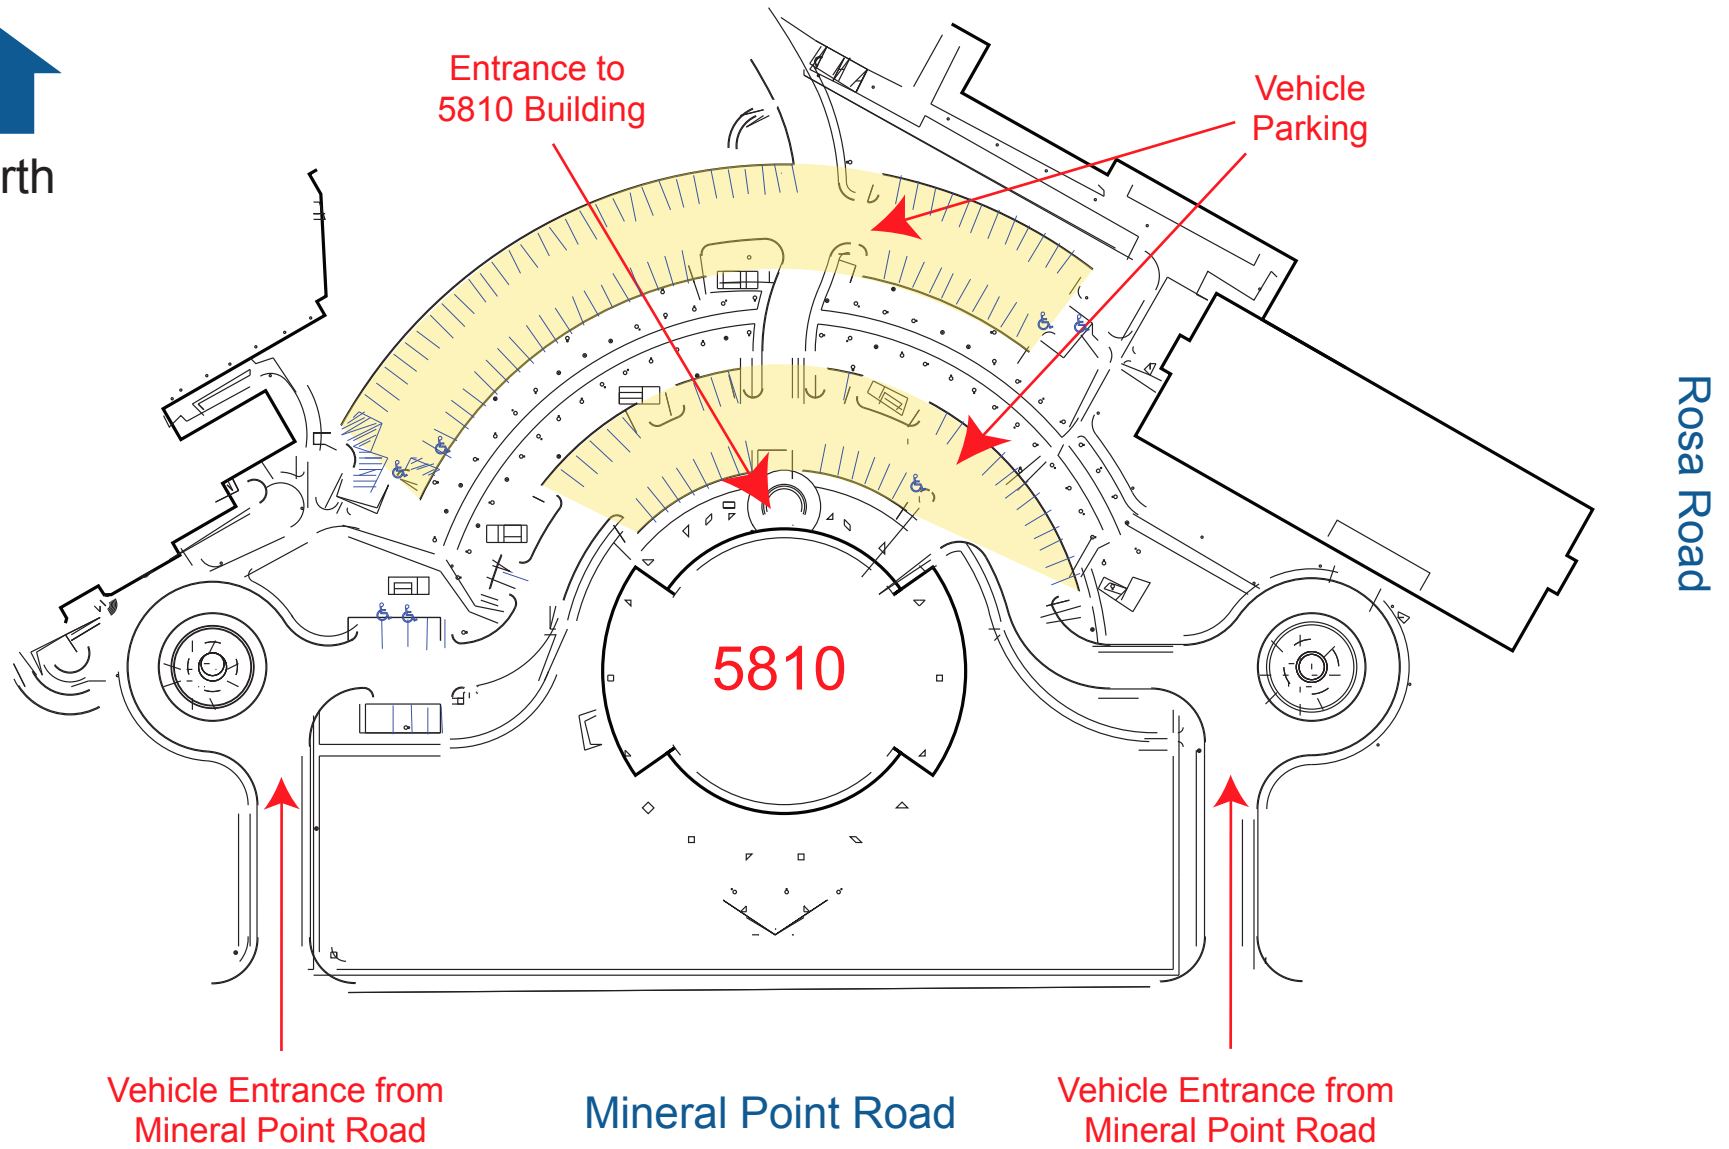 Entrance to
5810 Building
Vehicle
Parking
rth
Rosa Road
5810
Vehicle Entrance from
Mineral Point Road
Mineral Point Road
Vehicle Entrance from
Mineral Point Road